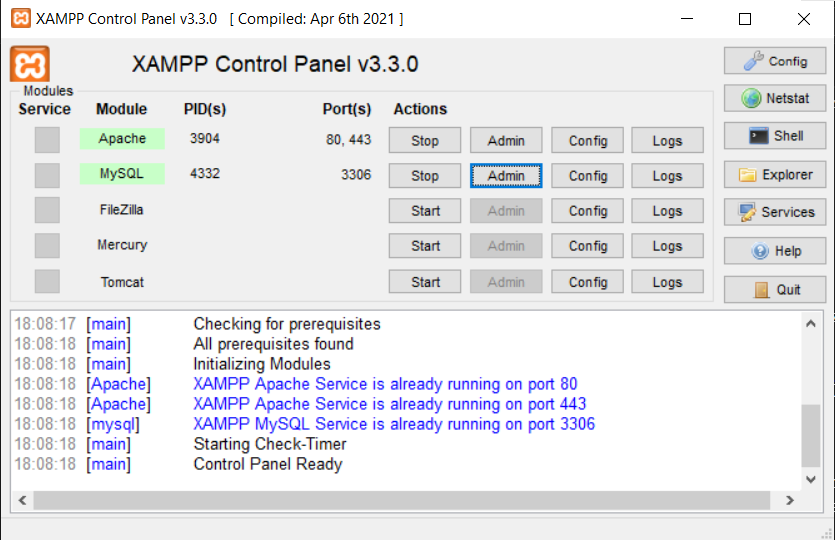 XAMPP Control Panel v3.3.0 [ Compiled: Apr 6th 2021 ]
XAMPP Control Panel v3.3.0
Modules
Service Module PID(s) Port(s) Actions
Apache 3904 80, 443 Stop Admin Config Logs
MySQL 4332 3306 Stop Admin Config Logs
FileZilla Start Admin Config Logs
Mercury Start Admin Config Logs
Tomcat Start Admin Config Logs
Config
Netstat
Shell
Explorer
Services
Help
Quit
18:08:17 [main] Checking for prerequisites
18:08:18 [main] All prerequisites found
18:08:18 [main] Initializing Modules
18:08:18 [Apache] XAMPP Apache Service is already running on port 80
18:08:18 [Apache] XAMPP Apache Service is already running on port 443
18:08:18 [mysql] XAMPP MySQL Service is already running on port 3306
18:08:18 [main] Starting Check-Timer
18:08:18 [main] Control Panel Ready